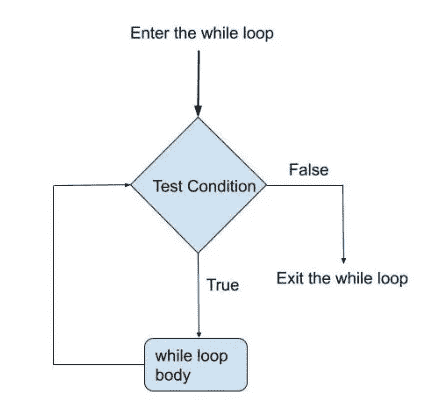 Enter the while loop
Test Condition
False
True
Exit the while loop
while loop
body